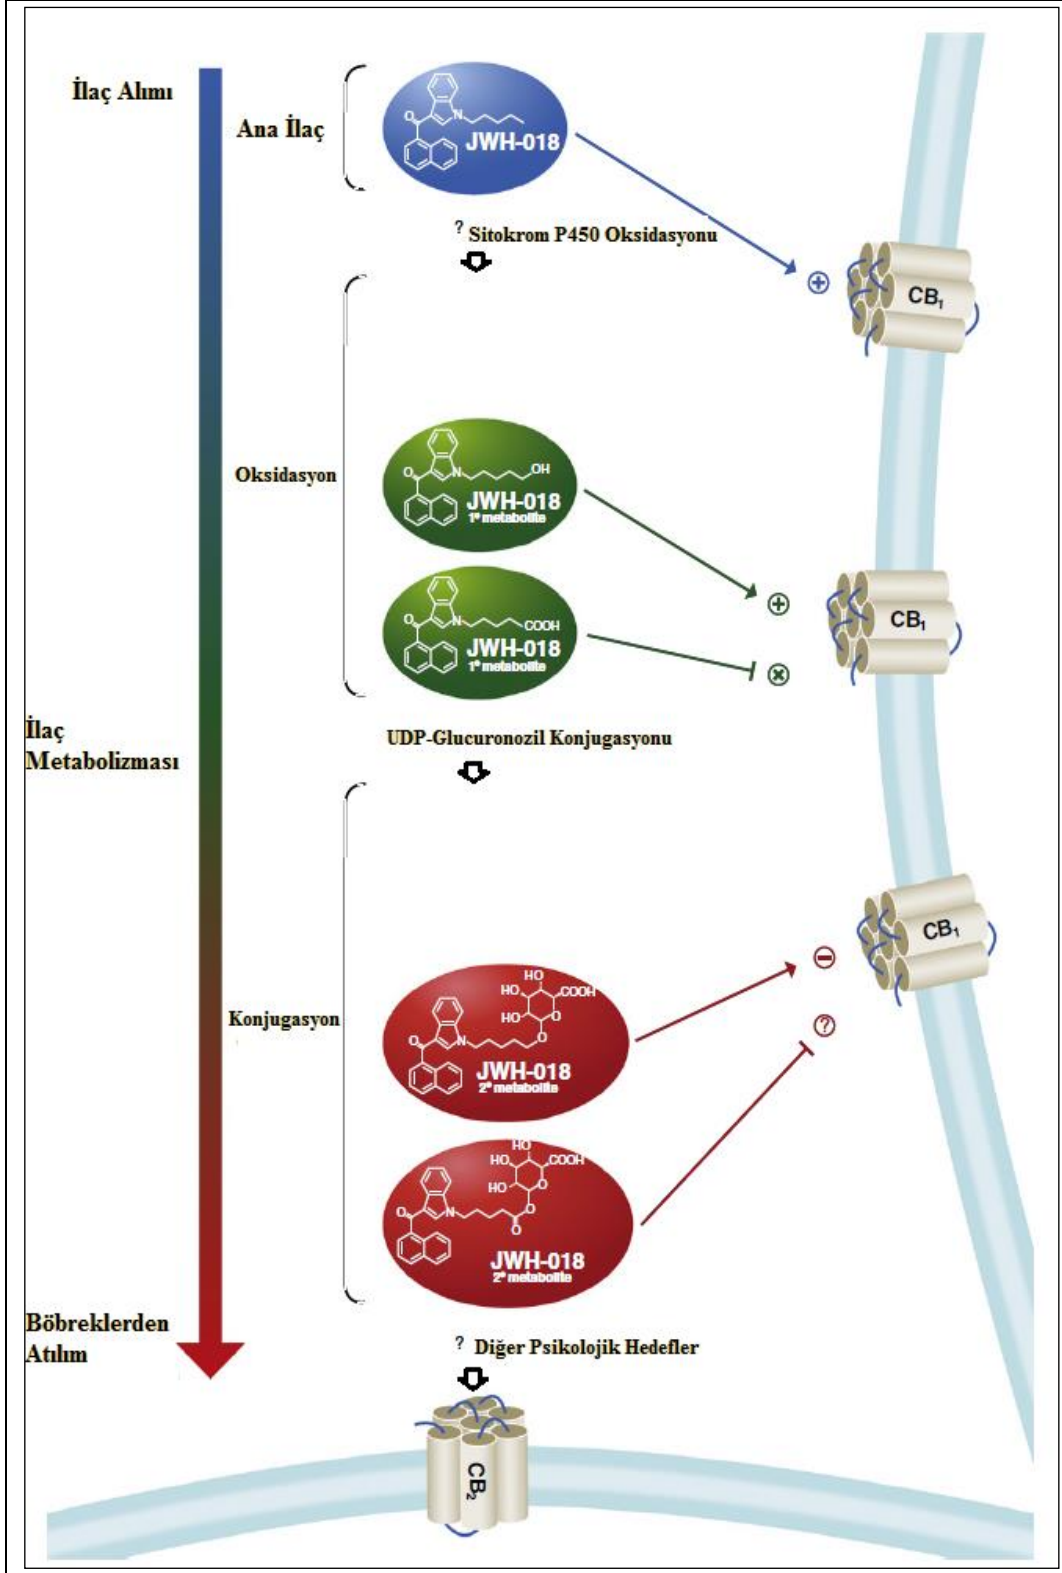 İlaç Alımı
Ana İlaç
O
N
JWH-018
? Sitokrom P450 Oksidasyonu
CB₁
Oksidasyon
O
N
OH
JWH-018
1° metabolite
O
N
COOH
JWH-018
1° metabolite
CB₁
İlaç
Metabolizması
UDP-Glucuronozil Konjugasyonu
Konjugasyon
HO
HO
COOH
HO
O
O
O
N
JWH-018
2° metabolite
CB₁
?
HO
HO
COOH
HO
O
O
O
N
O
JWH-018
2° metabolite
Böbreklerden
Atılım
? Diğer Psikolojik Hedefler
CB₂